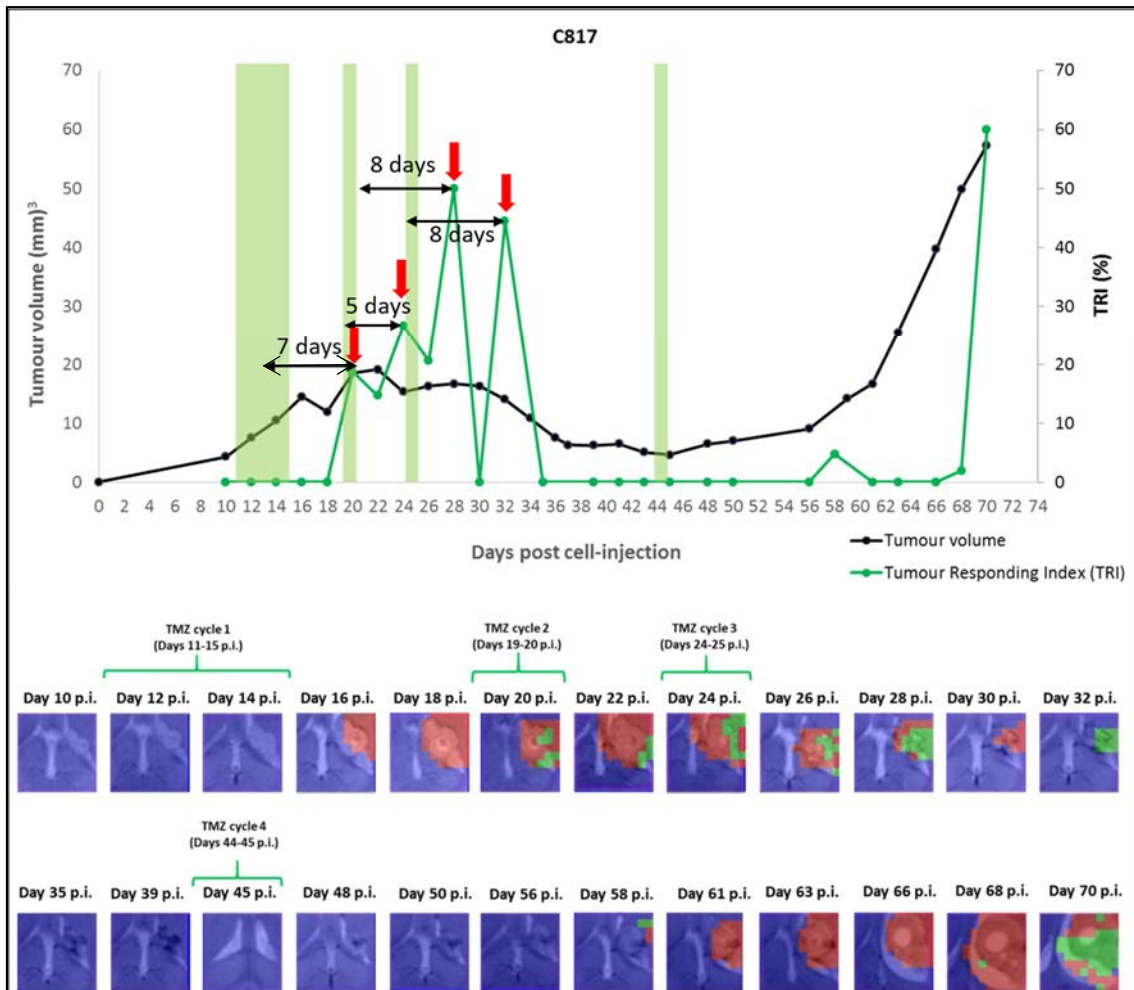 C817
70
60
50
40
30
20
10
0
Tumour volume (mm)³
70
60
50
40
30
20
10
0
TRI (%)
8 days
8 days
5 days
7 days
0 2 4 6 8 10 12 14 16 18 20 22 24 26 28 30 32 34 36 38 40 42 44 46 48 50 52 54 56 58 60 62 64 66 68 70 72 74
Days post cell-injection
Tumour volume
Tumour Responding Index (TRI)
TMZ cycle 1
(Days 11-15 p.i.)
TMZ cycle 2
(Days 19-20 p.i.)
TMZ cycle 3
(Days 24-25 p.i.)
Day 10 p.i. Day 12 p.i. Day 14 p.i. Day 16 p.i. Day 18 p.i. Day 20 p.i. Day 22 p.i. Day 24 p.i. Day 26 p.i. Day 28 p.i. Day 30 p.i. Day 32 p.i.
TMZ cycle 4
(Days 44-45 p.i.)
Day 35 p.i. Day 39 p.i. Day 45 p.i. Day 48 p.i. Day 50 p.i. Day 56 p.i. Day 58 p.i. Day 61 p.i. Day 63 p.i. Day 66 p.i. Day 68 p.i. Day 70 p.i.